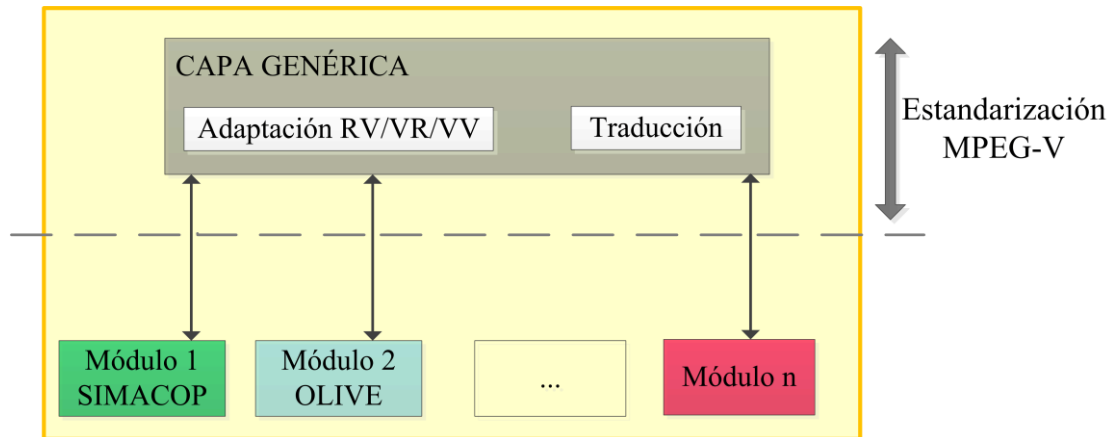 CAPA GENÉRICA
Adaptación RV/VR/VV
Traducción
Estandarización
MPEG-V
Módulo 1
SIMACOP
Módulo 2
OLIVE
...
Módulo n